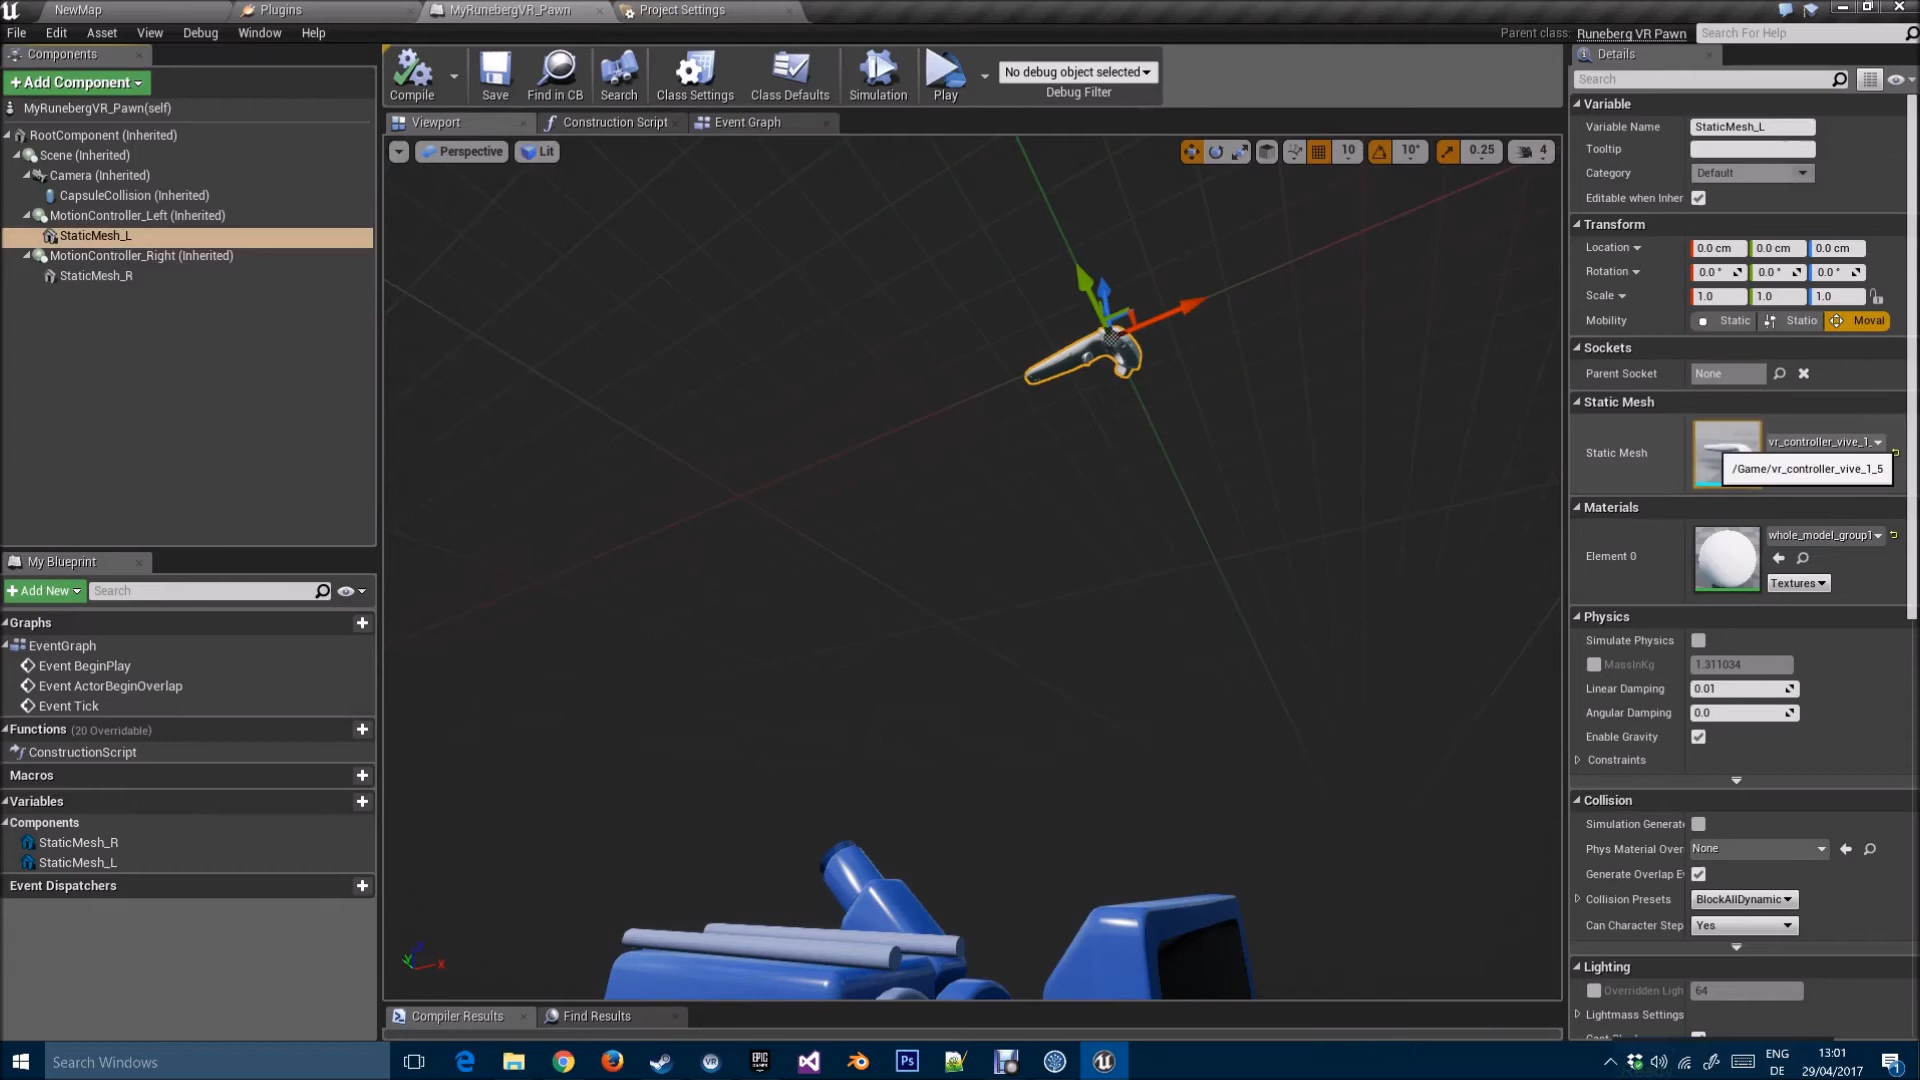 NewMap
Plugins
MyRunebergVR_Pawn
Project Settings
File Edit Asset View Debug Window Help
Parent class: Runeberg VR Pawn
Search For Help
Components
Add Component
MyRunebergVR_Pawn(self)
RootComponent (Inherited)
Scene (Inherited)
Camera (Inherited)
CapsuleCollision (Inherited)
MotionController_Left (Inherited)
StaticMesh_L
MotionController_Right (Inherited)
StaticMesh_R
My Blueprint
Add New
Search
Graphs
EventGraph
Event BeginPlay
Event ActorBeginOverlap
Event Tick
Functions (20 Overridable)
ConstructionScript
Macros
Variables
Components
StaticMesh_R
StaticMesh_L
Event Dispatchers
Compile
Save
Find in CB
Search
Class Settings
Class Defaults
Simulation
Play
No debug object selected
Debug Filter
Viewport
Construction Script
Event Graph
Perspective
Lit
10
10°
0.25
4
Z
Y
X
Compiler Results
Find Results
Details
Search
Variable
Variable Name StaticMesh_L
Tooltip
Category Default
Editable when Inher
Transform
Location 0.0 cm 0.0 cm 0.0 cm
Rotation 0.0 ° 0.0 ° 0.0 °
Scale 1.0 1.0 1.0
Mobility Static Statio Moval
Sockets
Parent Socket None
Static Mesh
Static Mesh vr_controller_vive_1_
/Game/vr_controller_vive_1_5
Materials
Element 0 whole_model_group1
Textures
Physics
Simulate Physics
MassInKg 1.311034
Linear Damping 0.01
Angular Damping 0.0
Enable Gravity
Constraints
Collision
Simulation Generate
Phys Material Over None
Generate Overlap E
Collision Presets BlockAllDynamic
Can Character Step Yes
Lighting
Overridden Ligh 64
Lightmass Settings
Search Windows
VR
EPIC GAMES
Ps
ENG
DE
13:01
29/04/2017
1